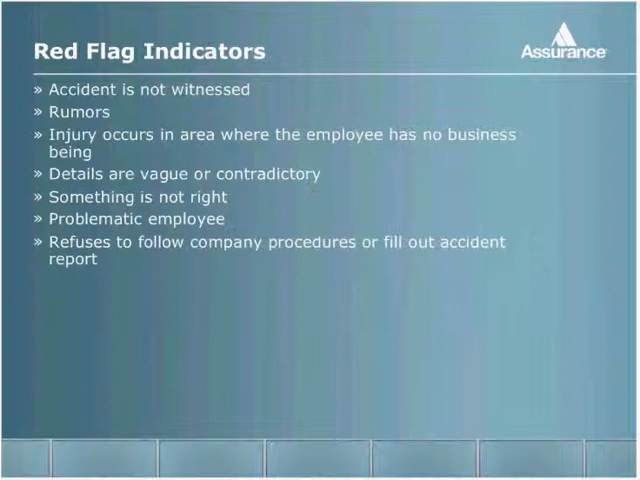 Red Flag Indicators
Assurance
» Accident is not witnessed
» Rumors
» Injury occurs in area where the employee has no business
being
» Details are vague or contradictory
» Something is not right
» Problematic employee
» Refuses to follow company procedures or fill out accident
report